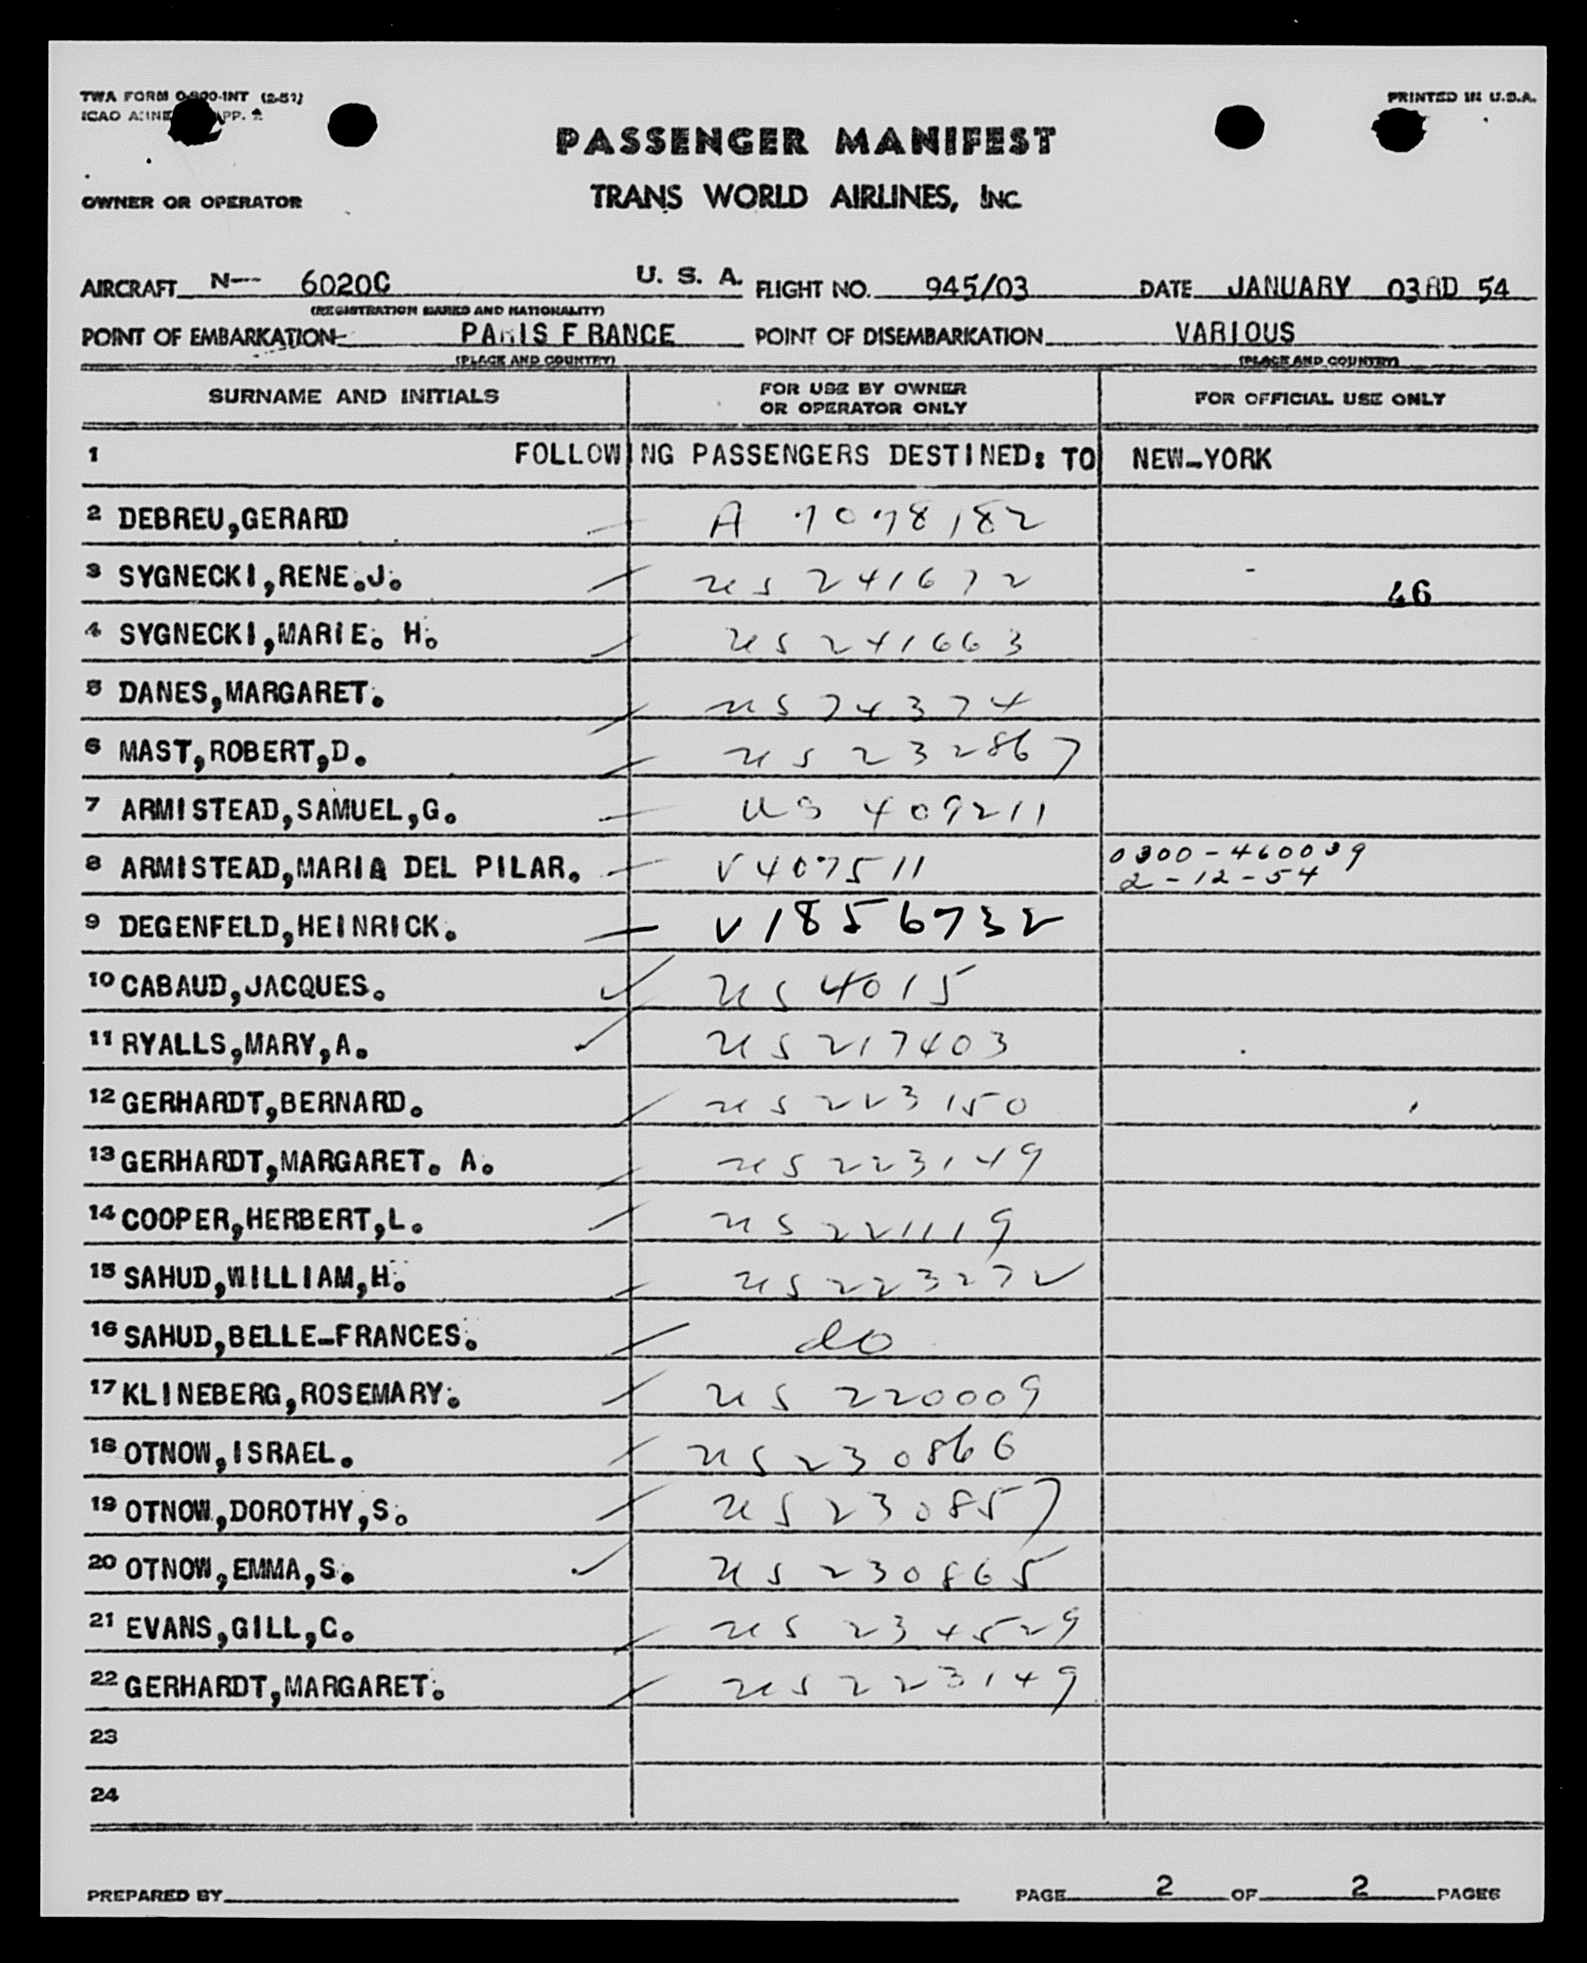 TWA FORM O-800-INT (2-51)
ICAO APP. 2
PRINTED IN U.S.A.
PASSENGER MANIFEST
OWNER OR OPERATOR
TRANS WORLD AIRLINES, INC.
AIRCRAFT N--- 6020C U. S. A. FLIGHT NO. 945/03 DATE JANUARY 03RD 54
(REGISTRATION MARKS AND NATIONALITY)
POINT OF EMBARKATION PARIS FRANCE POINT OF DISEMBARKATION VARIOUS
(PLACE AND COUNTRY) (PLACE AND COUNTRY)
SURNAME AND INITIALS FOR USE BY OWNER OR OPERATOR ONLY FOR OFFICIAL USE ONLY
1 FOLLOWING PASSENGERS DESTINED: TO NEW-YORK
2 DEBREU,GERARD A 7078182
3 SYGNECKI,RENE.J. US 241672 46
4 SYGNECKI,MARIE. H. US 241663
5 DANES,MARGARET. US 74374
6 MAST,ROBERT,D. US 232867
7 ARMISTEAD,SAMUEL,G. US 409211
8 ARMISTEAD,MARIA DEL PILAR. V407511 0300-460039
2-12-54
9 DEGENFELD,HEINRICK. V1856732
10 CABAUD,JACQUES. US 4015
11 RYALLS,MARY,A. US 217403
12 GERHARDT,BERNARD. US 223150
13 GERHARDT,MARGARET. A. US 223149
14 COOPER,HERBERT,L. US 221119
15 SAHUD,WILLIAM,H. US 223272
16 SAHUD,BELLE-FRANCES. do
17 KLINEBERG,ROSEMARY. US 220009
18 OTNOW,ISRAEL. US 230866
19 OTNOW,DOROTHY,S. US 230857
20 OTNOW,EMMA,S. US 230865
21 EVANS,GILL,C. US 234529
22 GERHARDT,MARGARET. US 223149
23
24
PREPARED BY PAGE 2 OF 2 PAGES